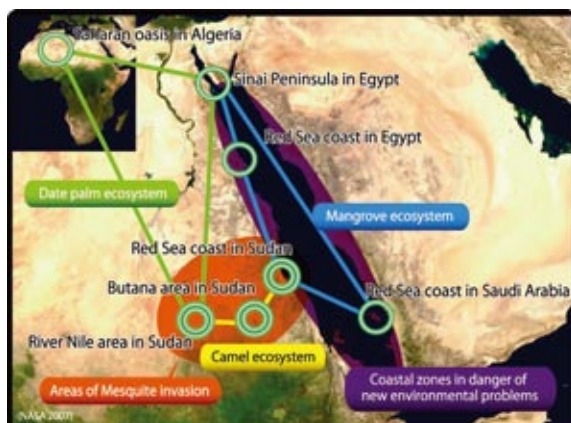 Saharan oasis in Algeria
Sinai Peninsula in Egypt
Red Sea coast in Egypt
Date palm ecosystem
Mangrove ecosystem
Red Sea coast in Sudan
Butana area in Sudan
Red Sea coast in Saudi Arabia
River Nile area in Sudan
Camel ecosystem
Areas of Mesquite invasion
Coastal zones in danger of
new environmental problems
(NASA 2007)